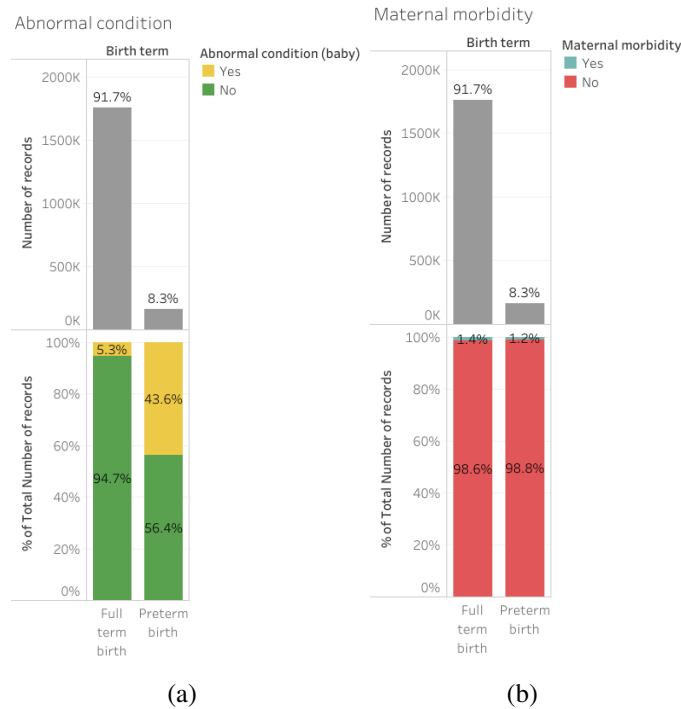 Abnormal condition
Birth term
Abnormal condition (baby)
Yes
No
2000K
1500K
1000K
500K
0K
Number of records
91.7%
8.3%
100%
80%
60%
40%
20%
0%
% of Total Number of records
5.3%
43.6%
94.7%
56.4%
Full
term
birth
Preterm
birth
(a)
Maternal morbidity
Birth term
Maternal morbidity
Yes
No
2000K
1500K
1000K
500K
0K
Number of records
91.7%
8.3%
100%
80%
60%
40%
20%
0%
% of Total Number of records
1.4%
1.2%
98.6%
98.8%
Full
term
birth
Preterm
birth
(b)